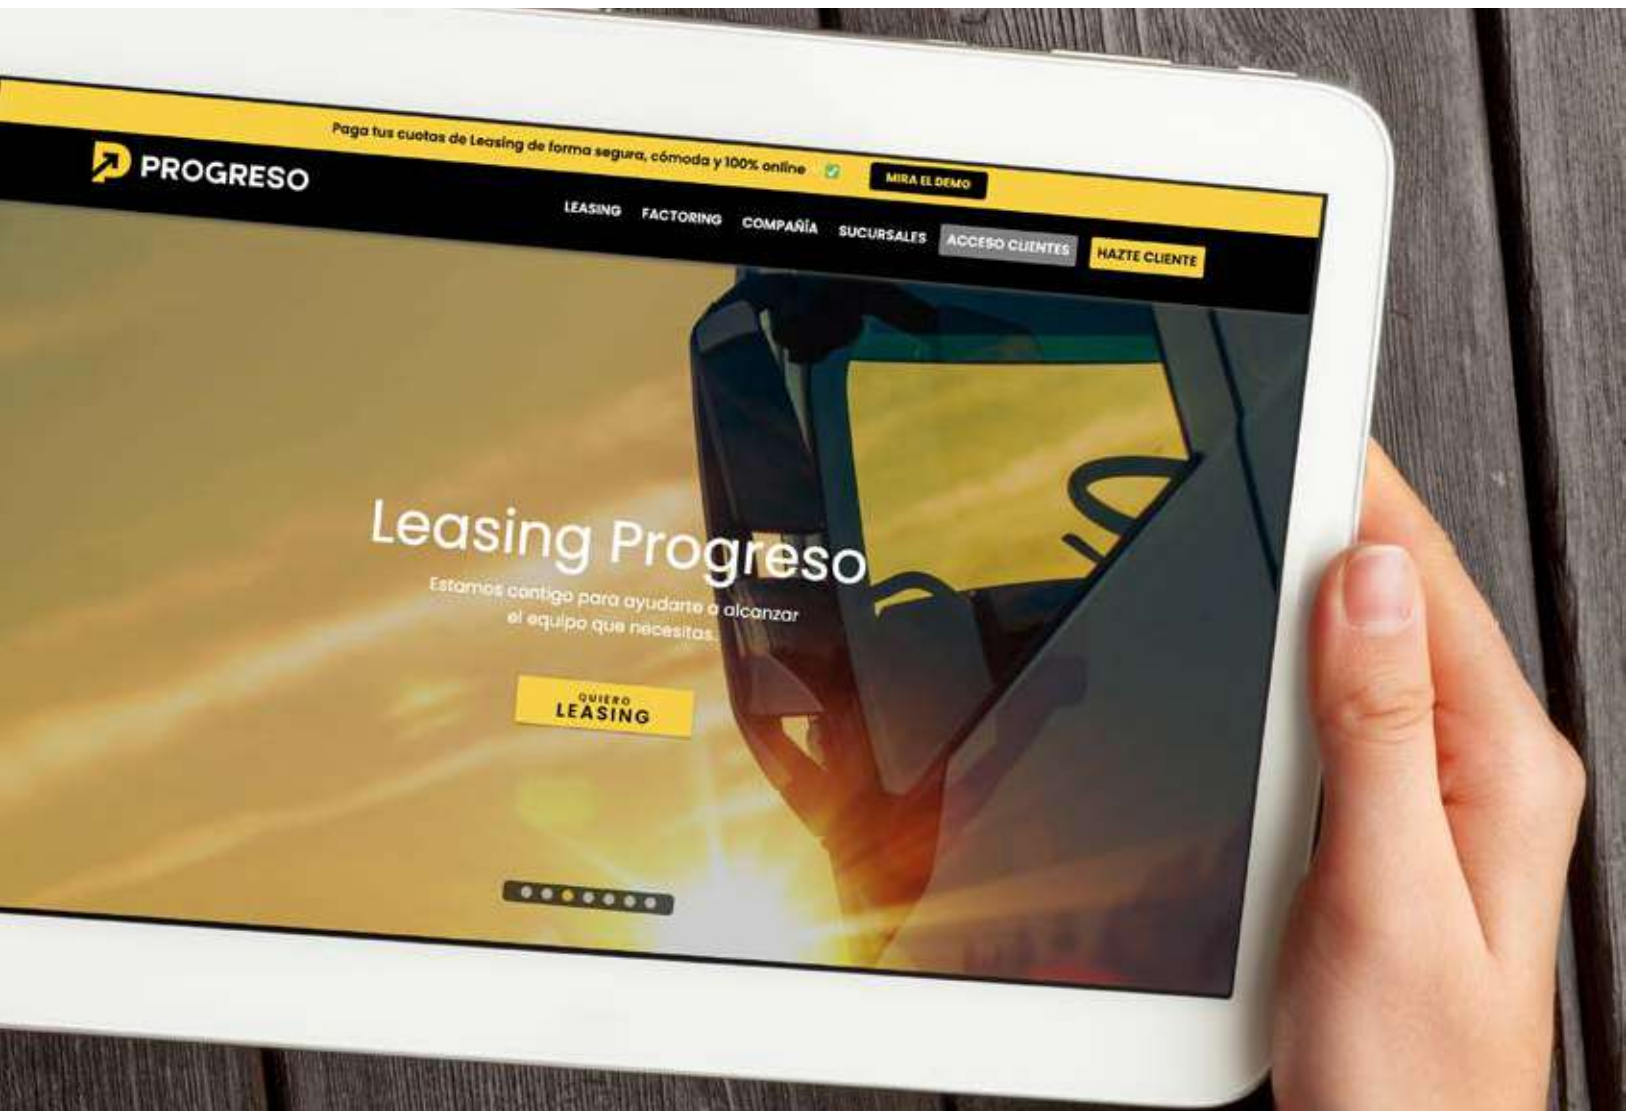 Paga tus cuotas de Leasing de forma segura, cómoda y 100% online ✅ MIRA EL DEMO
PROGRESO
LEASING FACTORING COMPAÑÍA SUCURSALES ACCESO CLIENTES HAZTE CLIENTE
Leasing Progreso
Estamos contigo para ayudarte a alcanzar
el equipo que necesitas.
QUIERO
LEASING